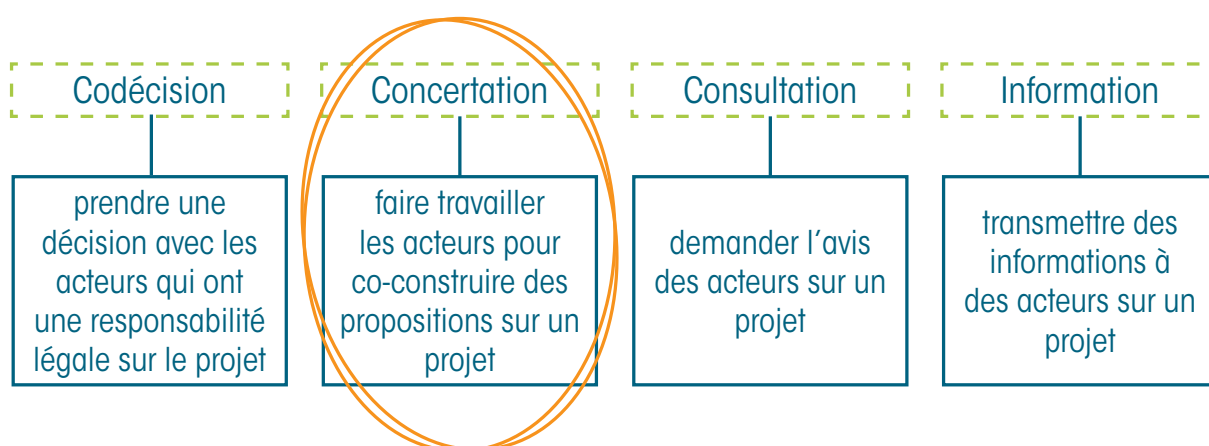 Codécision
prendre une
décision avec les
acteurs qui ont
une responsabilité
légale sur le projet
Concertation
faire travailler
les acteurs pour
co-construire des
propositions sur un
projet
Consultation
demander l'avis
des acteurs sur un
projet
Information
transmettre des
informations à
des acteurs sur un
projet